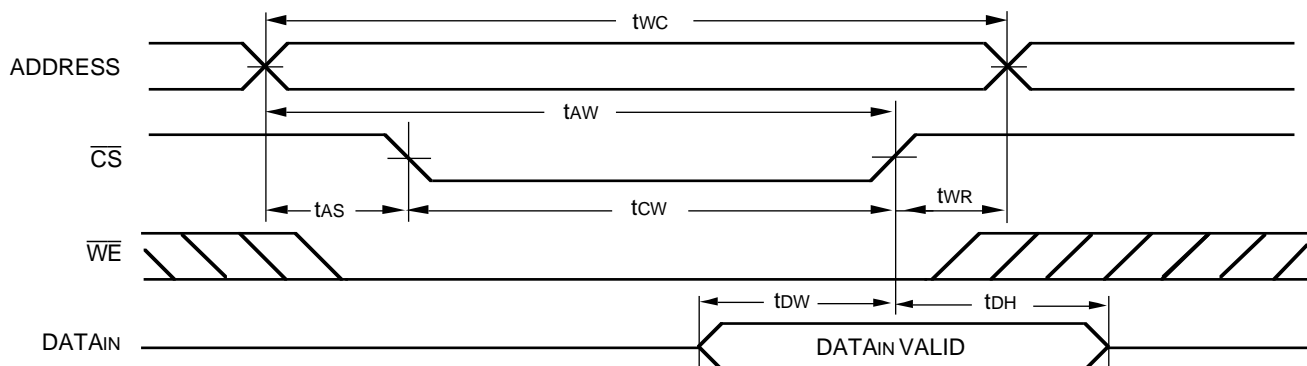 tWC
ADDRESS
tAW
CS
tAS
tCW
tWR
WE
tDW
tDH
DATAIN
DATAIN VALID